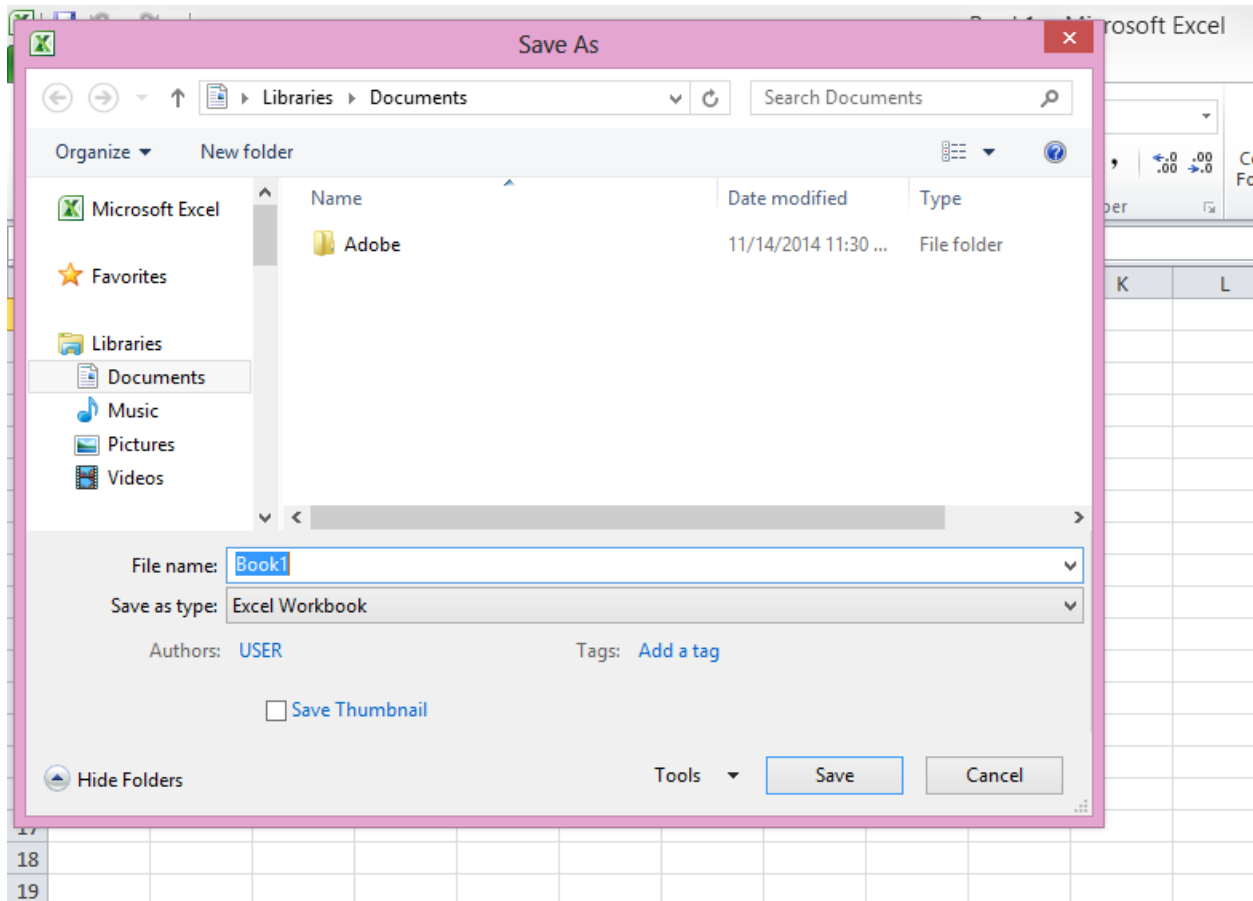 Microsoft Excel
Save As
Libraries Documents
Search Documents
Organize
New folder
Microsoft Excel
Favorites
Libraries
Documents
Music
Pictures
Videos
Name
Date modified
Type
Adobe
11/14/2014 11:30 ...
File folder
K
L
File name: Book1
Save as type: Excel Workbook
Authors: USER
Tags: Add a tag
Save Thumbnail
Hide Folders
Tools
Save
Cancel
18
19